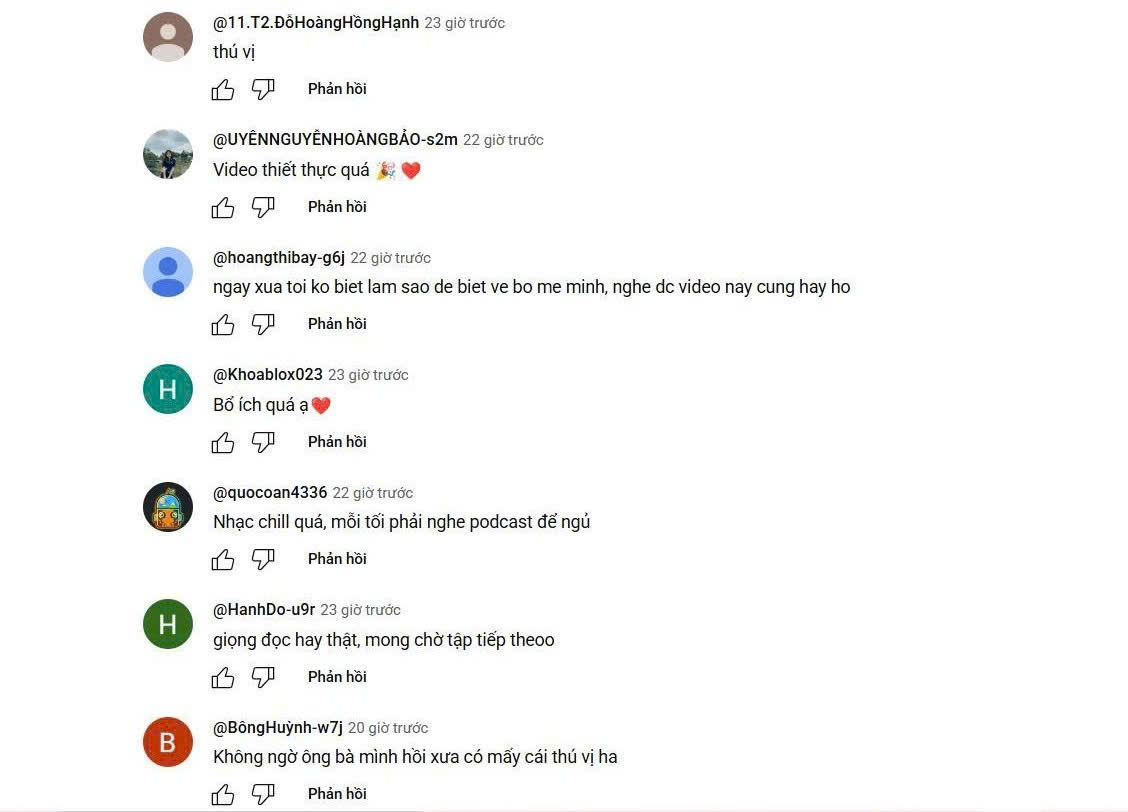 @11.T2.ĐỗHoàngHồngHạnh 23 giờ trước
thú vị
Phản hồi
@UYÊNNGUYỄNHOÀNGBẢO-s2m 22 giờ trước
Video thiết thực quá 🎉❤️
Phản hồi
@hoangthibay-g6j 22 giờ trước
ngay xua toi ko biet lam sao de biet ve bo me minh, nghe dc video nay cung hay ho
Phản hồi
H
@Khoablox023 23 giờ trước
Bổ ích quá ạ❤️
Phản hồi
@quocoan4336 22 giờ trước
Nhạc chill quá, mỗi tối phải nghe podcast để ngủ
Phản hồi
H
@HanhDo-u9r 23 giờ trước
giọng đọc hay thật, mong chờ tập tiếp theoo
Phản hồi
B
@BôngHuỳnh-w7j 20 giờ trước
Không ngờ ông bà mình hồi xưa có mấy cái thú vị ha
Phản hồi